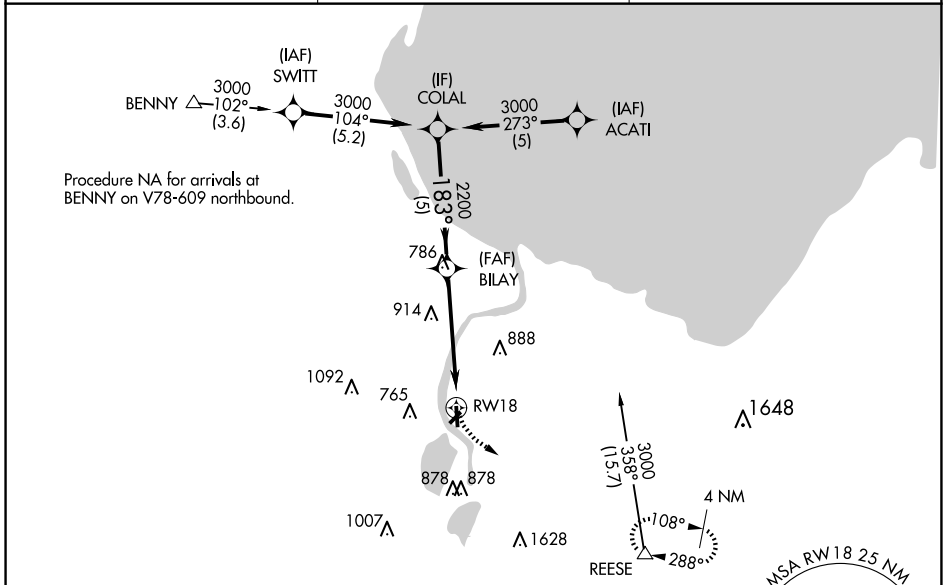 (IAF)
SWITT
BENNY
3000
102°
(3.6)
3000
104°
(5.2)
(IF)
COLAL
3000
273°
(5)
(IAF)
ACATI
Procedure NA for arrivals at
BENNY on V78-609 northbound.
2200
183°
(5)
786
(FAF)
BILAY
914
888
1092
765
RW18
1648
3000
358°
(15.7)
878
878
4 NM
1007
1628
108°
288°
REESE
MSA RW18 25 NM